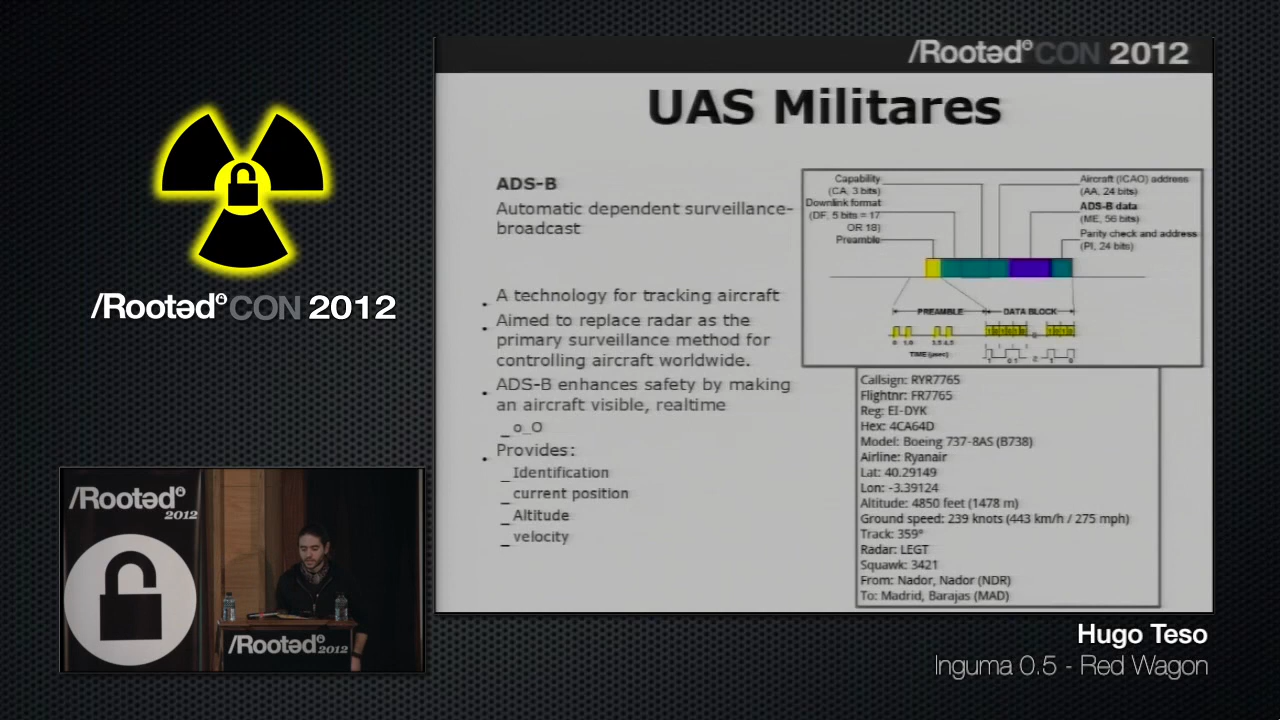 /Rootəd CON 2012
UAS Militares
ADS-B
Automatic dependent surveillance-
broadcast
A technology for tracking aircraft
Aimed to replace radar as the
primary surveillance method for
controlling aircraft worldwide.
ADS-B enhances safety by making
an aircraft visible, realtime
_ o_O
Provides:
_ Identification
_ current position
_ Altitude
_ velocity
Capability
(CA, 3 bits)
Downlink format
(DF, 5 bits = 17
OR 18)
Preamble
Aircraft (ICAO) address
(AA, 24 bits)
ADS-B data
(ME, 56 bits)
Parity check and address
(PI, 24 bits)
PREAMBLE
DATA BLOCK
TIME (µsec)
Callsign: RYR7765
Flightnr: FR7765
Reg: EI-DYK
Hex: 4CA64D
Model: Boeing 737-8AS (B738)
Airline: Ryanair
Lat: 40.29149
Lon: -3.39124
Altitude: 4850 feet (1478 m)
Ground speed: 239 knots (443 km/h / 275 mph)
Track: 359°
Radar: LEGT
Squawk: 3421
From: Nador, Nador (NDR)
To: Madrid, Barajas (MAD)
/Rootəd CON 2012
/Rootəd
2012
/Rootəd 2012
Hugo Teso
Inguma 0.5 - Red Wagon